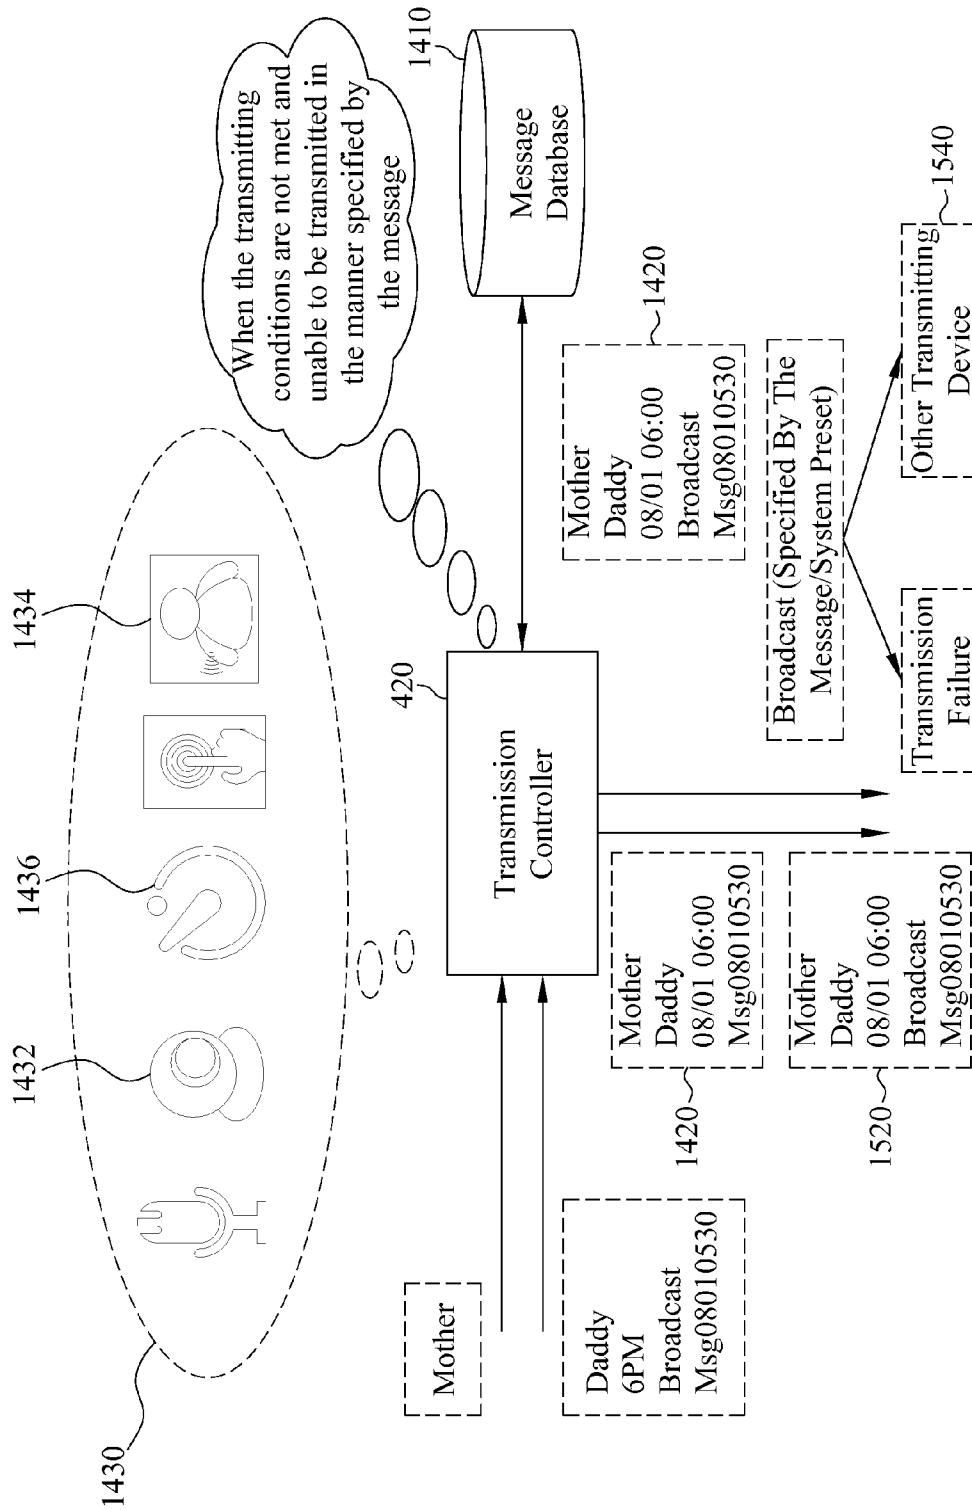 1430
1432
1436
1434
When the transmitting
conditions are not met and
unable to be transmitted in
the manner specified by
the message
1410
Message
Database
420
Transmission
Controller
Mother
Daddy
6PM
Broadcast
Msg08010530
Mother
Daddy
08/01 06:00
Msg08010530
1420
Mother
Daddy
08/01 06:00
Broadcast
Msg08010530
1520
Mother
Daddy
08/01 06:00
Broadcast
Msg08010530
1420
Broadcast (Specified By The
Message/System Preset)
Transmission
Failure
Other Transmiting
Device
1540